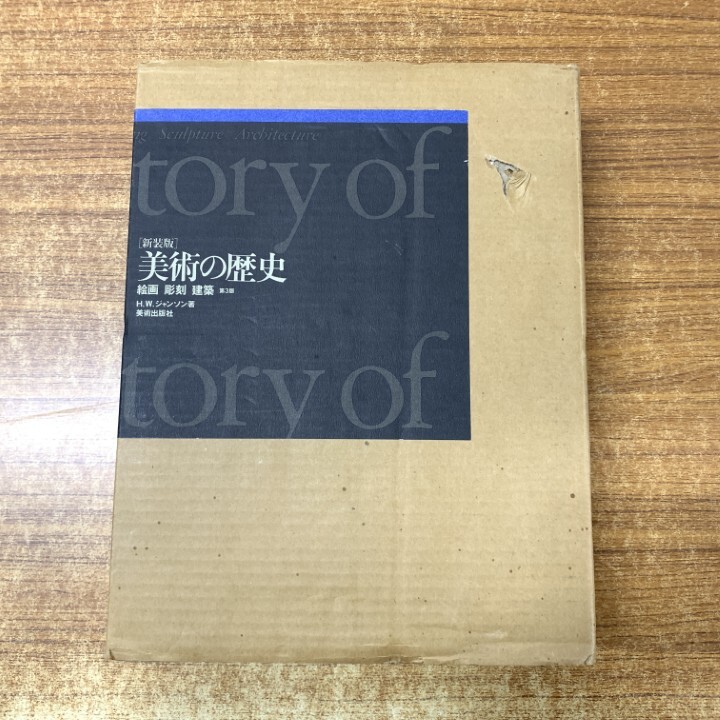 ng Sculpture Architecture
tory of
[新装版]
美術の歴史
絵画 彫刻 建築 第3版
H.W.ジャンソン著
美術出版社
tory of